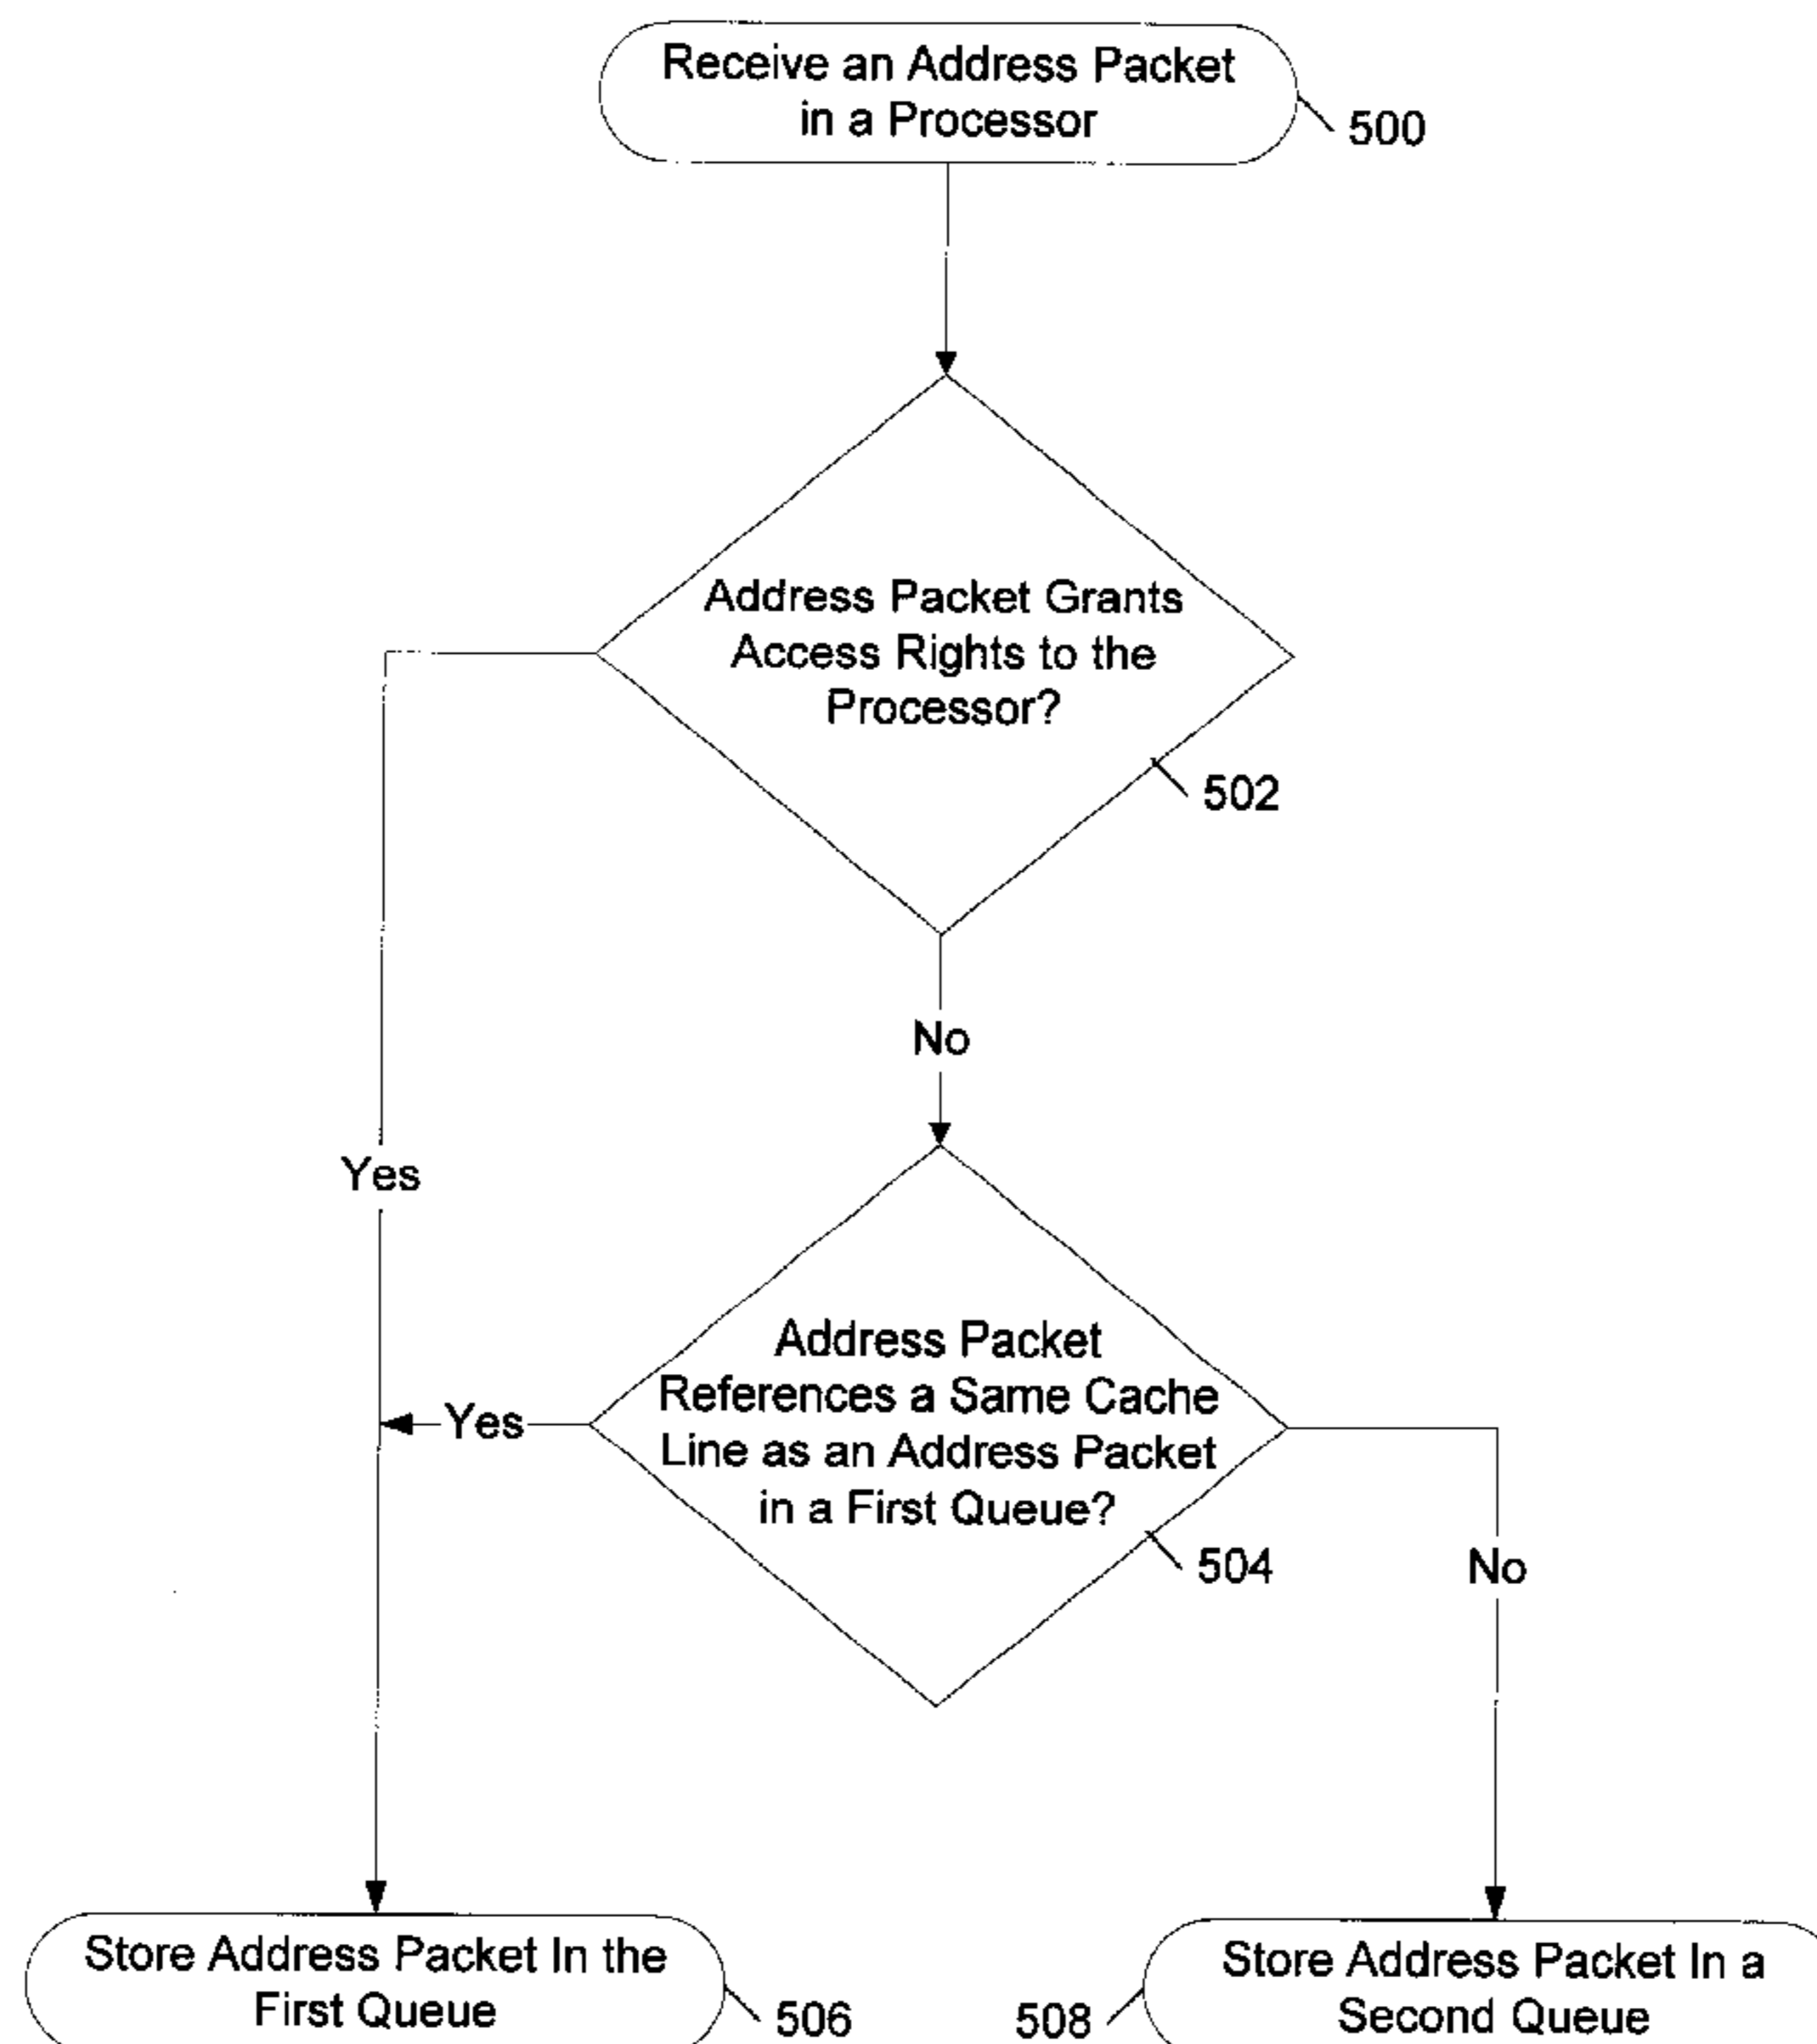 Receive an Address Packet
in a Processor
500
Address Packet Grants
Access Rights to the
Processor?
502
No
Yes
Address Packet
References a Same Cache
Line as an Address Packet
in a First Queue?
Yes
504
No
Store Address Packet In the
First Queue
506
508
Store Address Packet In a
Second Queue